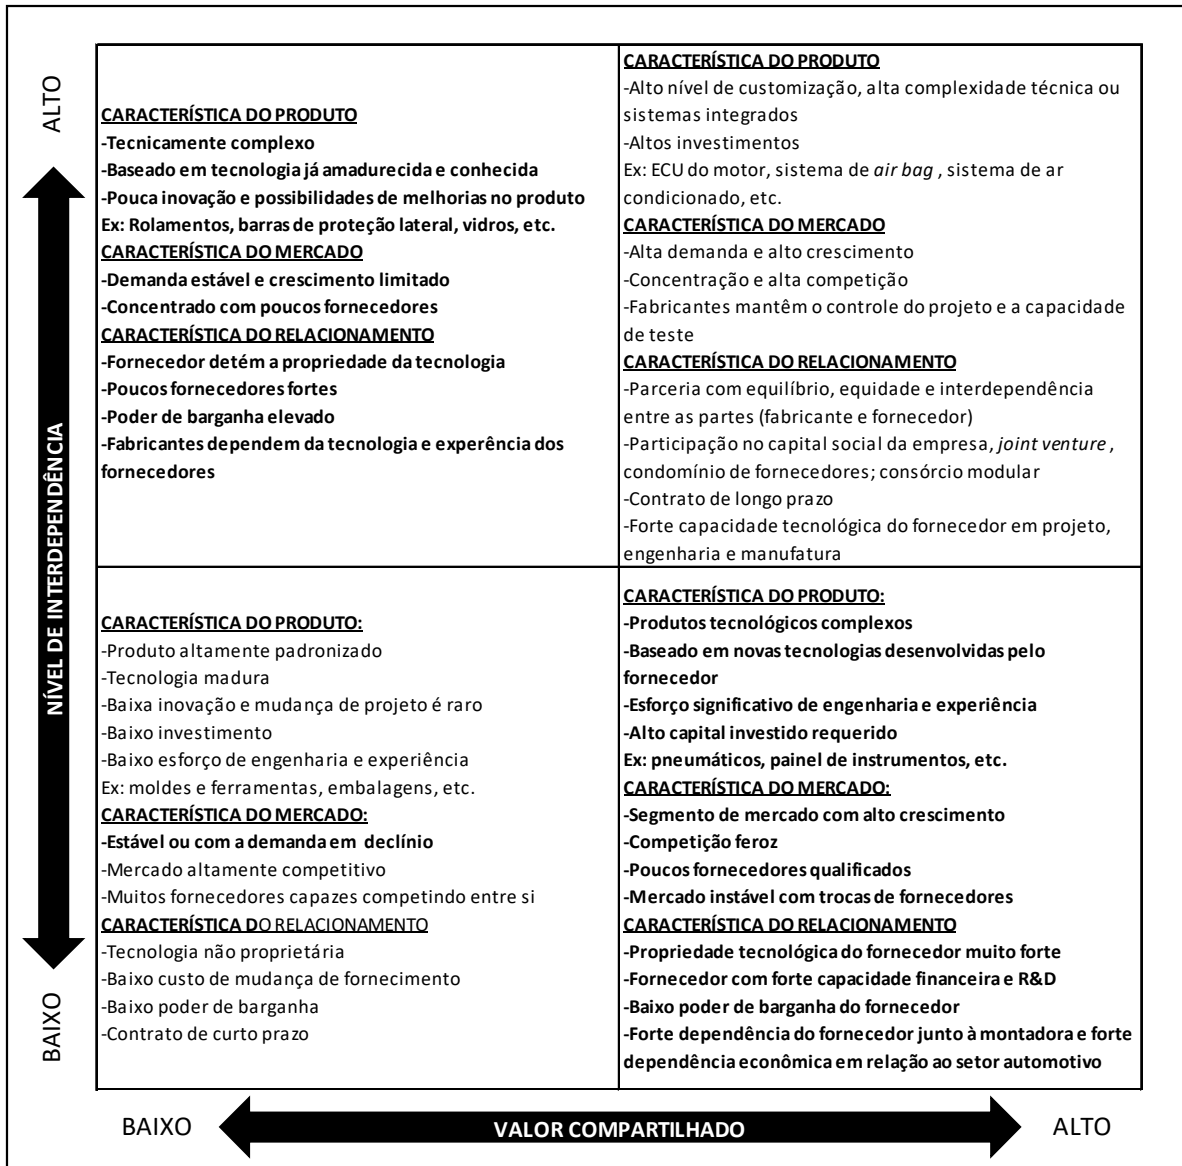 ALTO
NÍVEL DE INTERDEPENDÊNCIA
BAIXO
CARACTERÍSTICA DO PRODUTO
-Tecnicamente complexo
-Baseado em tecnologia já amadurecida e conhecida
-Pouca inovação e possibilidades de melhorias no produto
Ex: Rolamentos, barras de proteção lateral, vidros, etc.
CARACTERÍSTICA DO MERCADO
-Demanda estável e crescimento limitado
-Concentrado com poucos fornecedores
CARACTERÍSTICA DO RELACIONAMENTO
-Fornecedor detém a propriedade da tecnologia
-Poucos fornecedores fortes
-Poder de barganha elevado
-Fabricantes dependem da tecnologia e experência dos
fornecedores
CARACTERÍSTICA DO PRODUTO
-Alto nível de customização, alta complexidade técnica ou
sistemas integrados
-Altos investimentos
Ex: ECU do motor, sistema de air bag , sistema de ar
condicionado, etc.
CARACTERÍSTICA DO MERCADO
-Alta demanda e alto crescimento
-Concentração e alta competição
-Fabricantes mantêm o controle do projeto e a capacidade
de teste
CARACTERÍSTICA DO RELACIONAMENTO
-Parceria com equilíbrio, equidade e interdependência
entre as partes (fabricante e fornecedor)
-Participação no capital social da empresa, joint venture ,
condomínio de fornecedores; consórcio modular
-Contrato de longo prazo
-Forte capacidade tecnológica do fornecedor em projeto,
engenharia e manufatura
CARACTERÍSTICA DO PRODUTO:
-Produto altamente padronizado
-Tecnologia madura
-Baixa inovação e mudança de projeto é raro
-Baixo investimento
-Baixo esforço de engenharia e experiência
Ex: moldes e ferramentas, embalagens, etc.
CARACTERÍSTICA DO MERCADO:
-Estável ou com a demanda em declínio
-Mercado altamente competitivo
-Muitos fornecedores capazes competindo entre si
CARACTERÍSTICA DO RELACIONAMENTO
-Tecnologia não proprietária
-Baixo custo de mudança de fornecimento
-Baixo poder de barganha
-Contrato de curto prazo
CARACTERÍSTICA DO PRODUTO:
-Produtos tecnológicos complexos
-Baseado em novas tecnologias desenvolvidas pelo
fornecedor
-Esforço significativo de engenharia e experiência
-Alto capital investido requerido
Ex: pneumáticos, painel de instrumentos, etc.
CARACTERÍSTICA DO MERCADO:
-Segmento de mercado com alto crescimento
-Competição feroz
-Poucos fornecedores qualificados
-Mercado instável com trocas de fornecedores
CARACTERÍSTICA DO RELACIONAMENTO
-Propriedade tecnológica do fornecedor muito forte
-Fornecedor com forte capacidade financeira e R&D
-Baixo poder de barganha do fornecedor
-Forte dependência do fornecedor junto à montadora e forte
dependência econômica em relação ao setor automotivo
BAIXO
VALOR COMPARTILHADO
ALTO